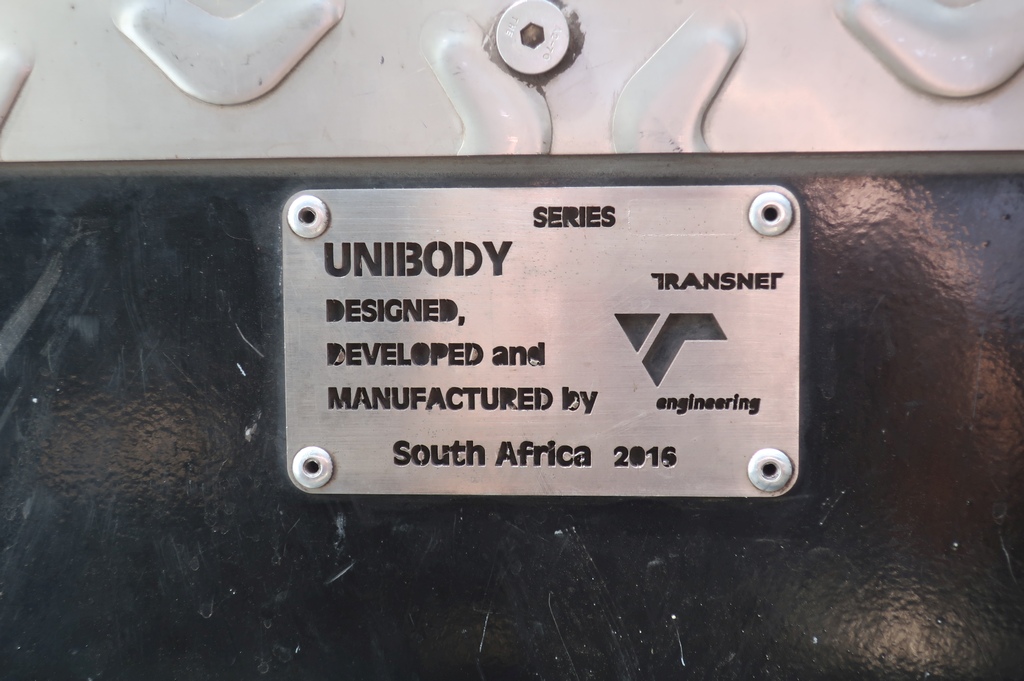 SERIES
UNIBODY
TRANSNET
DESIGNED,
DEVELOPED and
MANUFACTURED by
engineering
South Africa 2016